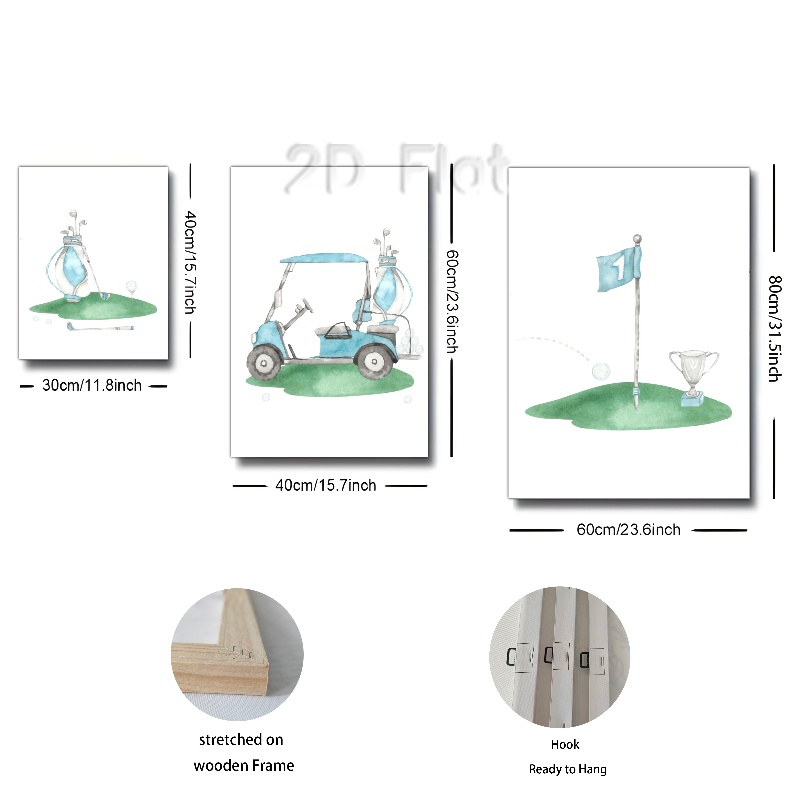 2D Flat
40cm/15.7inch
30cm/11.8inch
60cm/23.6inch
40cm/15.7inch
1
80cm/31.5inch
60cm/23.6inch
stretched on
wooden Frame
Hook
Ready to Hang